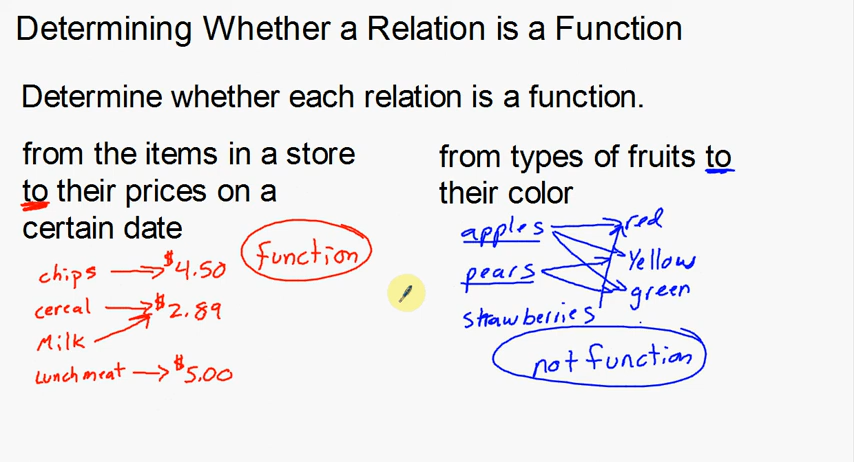 Determining Whether a Relation is a Function
Determine whether each relation is a function.
from the items in a store
to their prices on a
certain date
function
chips $4.50
cereal $2.89
Milk
Lunch meat $5.00
from types of fruits to
their color
apples red
pears Yellow
green
strawberries
not function